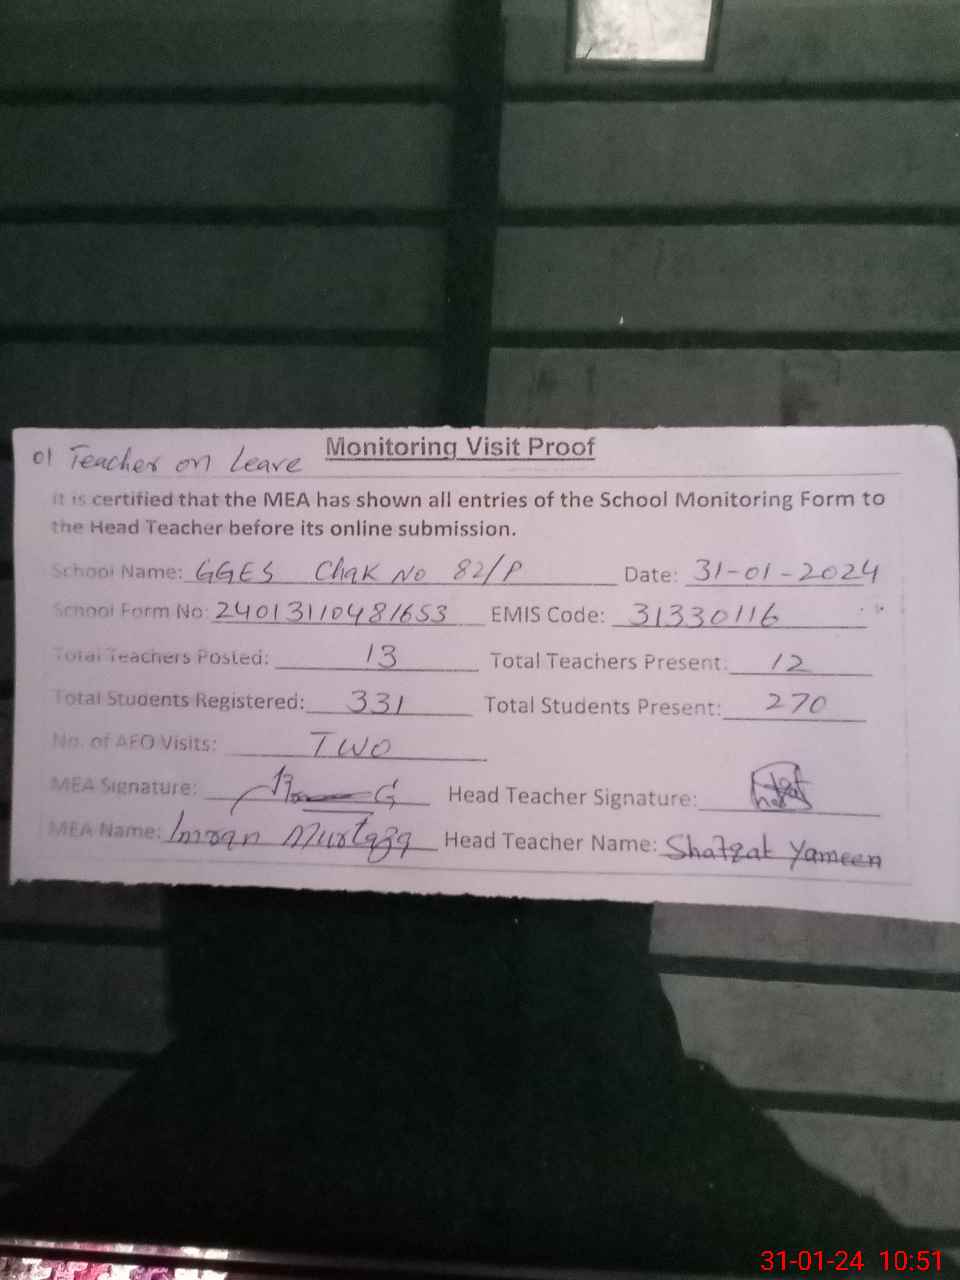 Monitoring Visit Proof
01 Teacher on Leave
It is certified that the MEA has shown all entries of the School Monitoring Form to
the Head Teacher before its online submission.
School Name: GGES Chak No 82/P Date: 31-01-2024
School Form No: 24013110481653 EMIS Code: 31330116
Total Teachers Posted: 13 Total Teachers Present: 12
Total Students Registered: 331 Total Students Present: 270
No. of AEO Visits: Two
MEA Signature: Head Teacher Signature:
MEA Name: Imran Murtaza Head Teacher Name: Shafqat Yameen
31-01-24 10:51